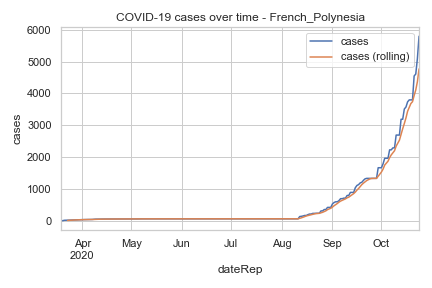 COVID-19 cases over time - French_Polynesia
cases
cases (rolling)
6000
5000
4000
3000
2000
1000
0
cases
Apr
2020
May
Jun
Jul
Aug
Sep
Oct
dateRep